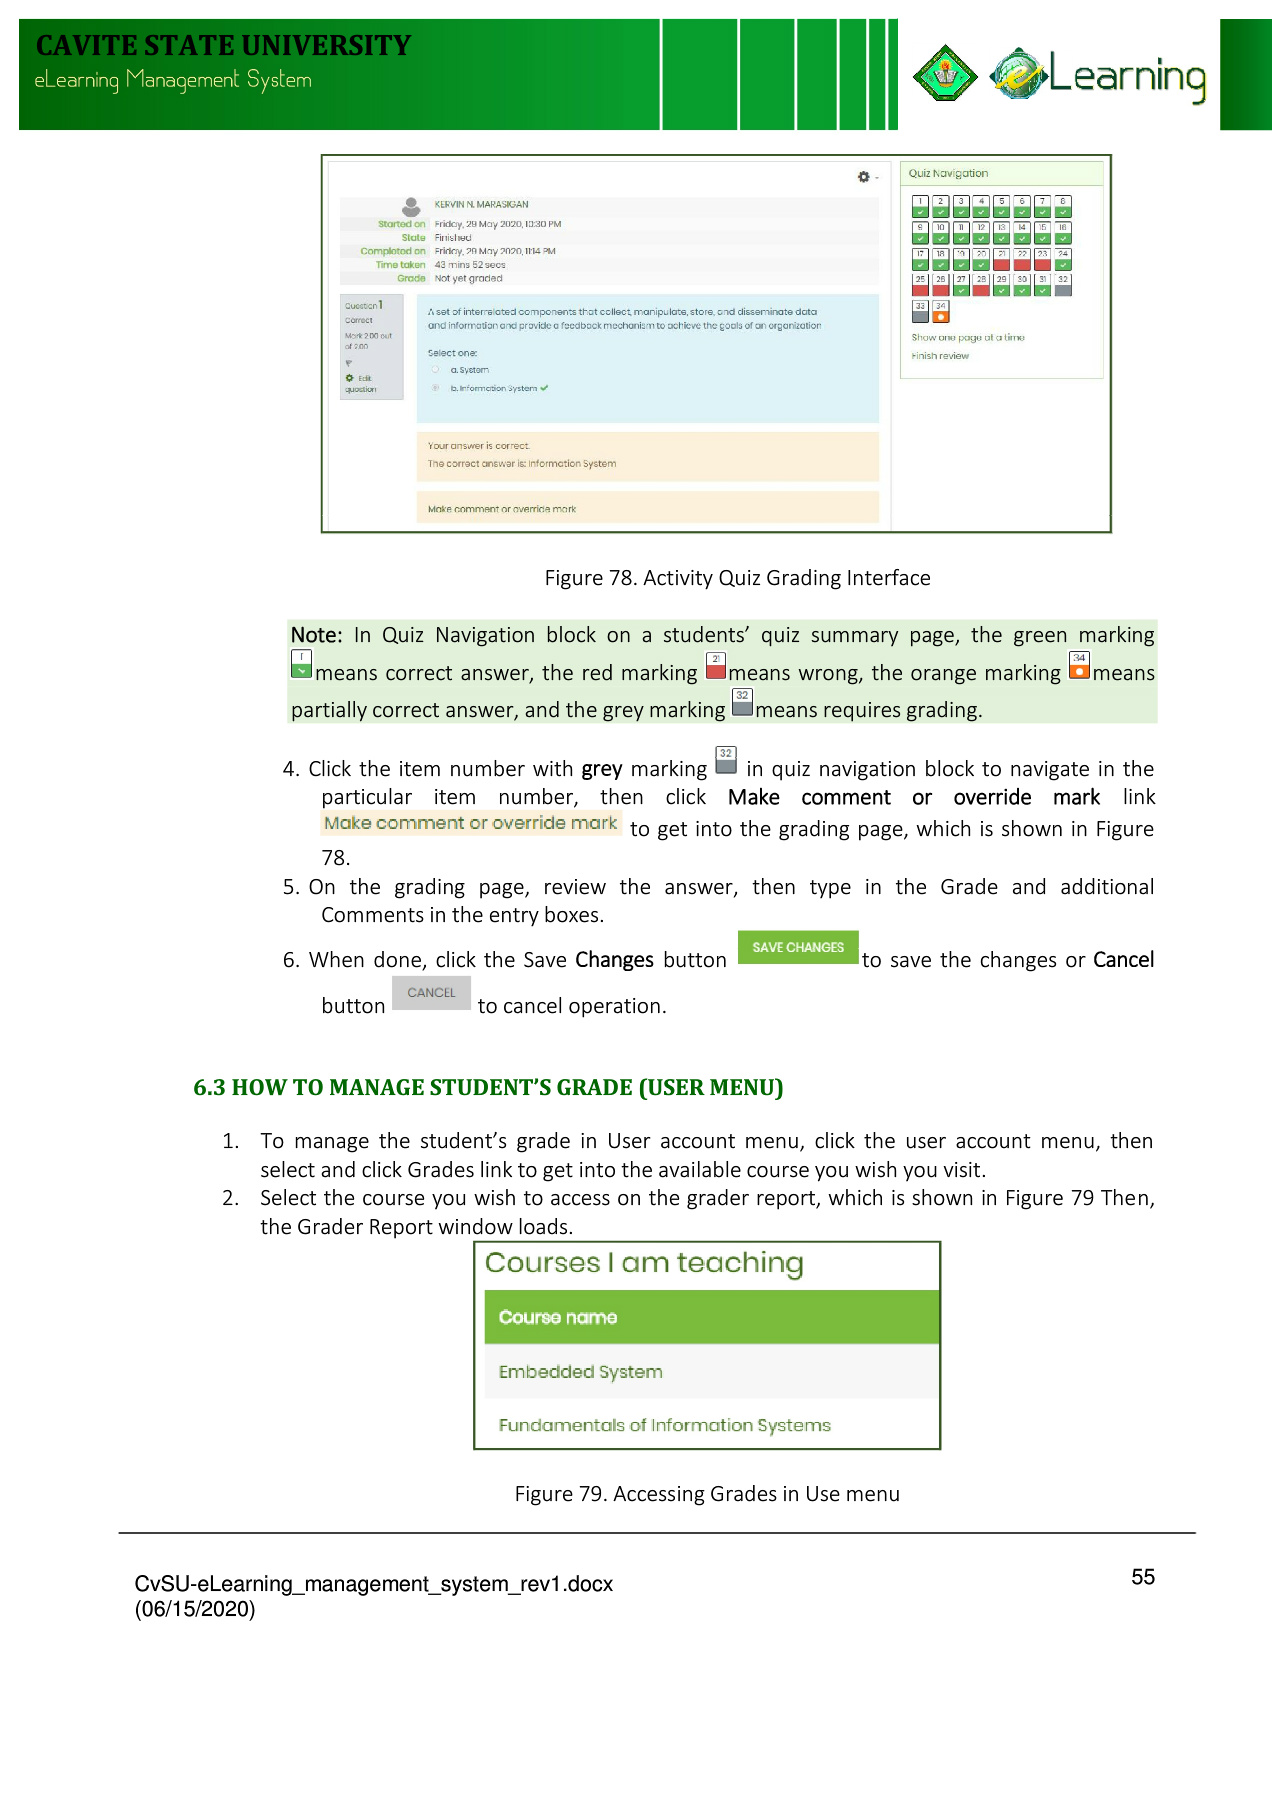 CAVITE STATE UNIVERSITY
eLearning Management System
eLearning
KERVIN N. MARASIGAN
Started on Friday, 29 May 2020, 10:30 PM
State Finished
Completed on Friday, 29 May 2020, 11:14 PM
Time taken 43 mins 52 secs
Grade Not yet graded
Question 1
Correct
Mark 2.00 out
of 2.00
Edit
question
A set of interrelated components that collect, manipulate, store, and disseminate data
and information and provide a feedback mechanism to achieve the goals of an organization
Select one:
a. System
b. Information System
Your answer is correct.
The correct answer is: Information System
Make comment or override mark
Quiz Navigation
1 2 3 4 5 6 7 8
9 10 11 12 13 14 15 16
17 18 19 20 21 22 23 24
25 26 27 28 29 30 31 32
33 34
Show one page at a time
Finish review
Figure 78. Activity Quiz Grading Interface
Note: In Quiz Navigation block on a students’ quiz summary page, the green marking
1 means correct answer, the red marking 21 means wrong, the orange marking 34 means
partially correct answer, and the grey marking 32 means requires grading.
4. Click the item number with grey marking 32 in quiz navigation block to navigate in the
particular item number, then click Make comment or override mark link
Make comment or override mark to get into the grading page, which is shown in Figure
78.
5. On the grading page, review the answer, then type in the Grade and additional
Comments in the entry boxes.
6. When done, click the Save Changes button SAVE CHANGES to save the changes or Cancel
button CANCEL to cancel operation.
6.3 HOW TO MANAGE STUDENT’S GRADE (USER MENU)
1. To manage the student’s grade in User account menu, click the user account menu, then
select and click Grades link to get into the available course you wish you visit.
2. Select the course you wish to access on the grader report, which is shown in Figure 79 Then,
the Grader Report window loads.
Courses I am teaching
Course name
Embedded System
Fundamentals of Information Systems
Figure 79. Accessing Grades in Use menu
CvSU-eLearning_management_system_rev1.docx
(06/15/2020)
55